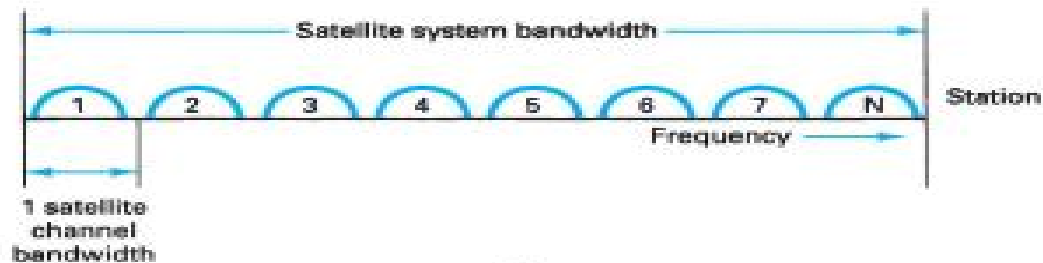 Satellite system bandwidth
1 2 3 4 5 6 7 N Station
Frequency
1 satellite
channel
bandwidth